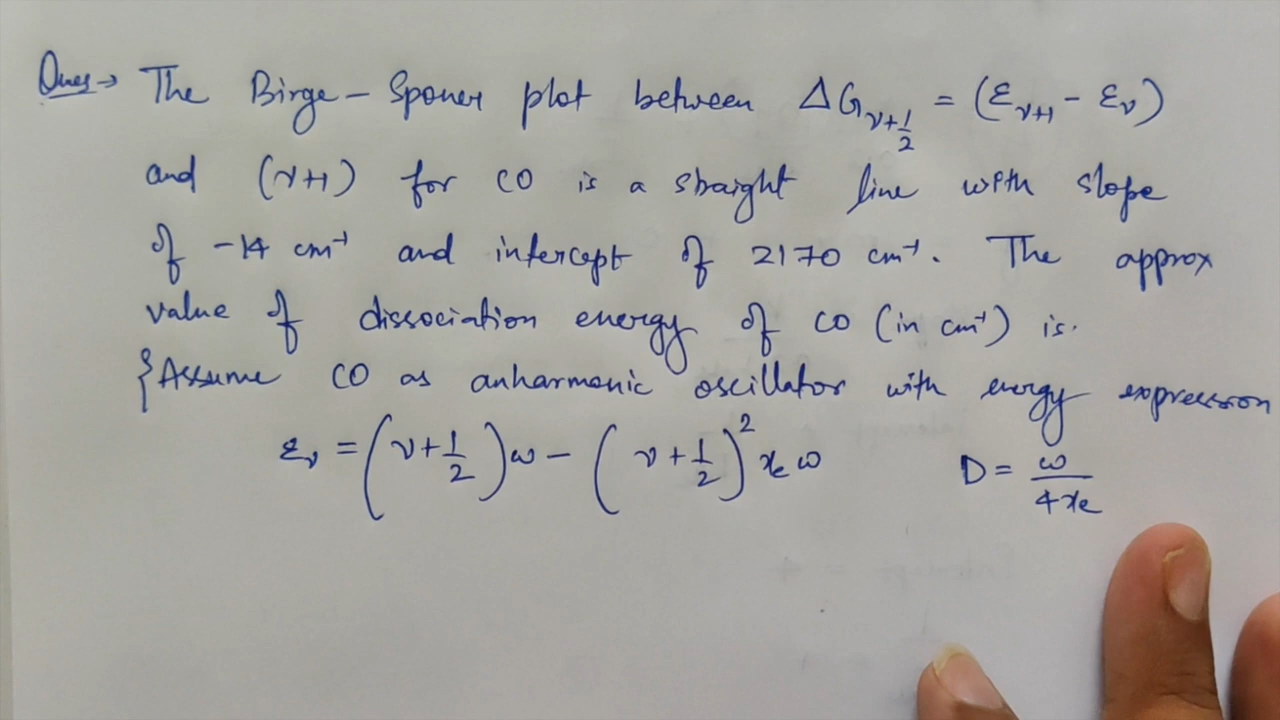 Ques→ The Birge-Sponer plot between ΔG_{ν+1/2} = (ε_{ν+1} - ε_ν)
and (ν+1) for CO is a straight line with slope
of -14 cm⁻¹ and intercept of 2170 cm⁻¹. The approx
value of dissociation energy of CO (in cm⁻¹) is.
{Assume CO as anharmonic oscillator with energy expression
ε_ν = (ν+1/2)ω - (ν+1/2)² xₑω D = ω/4xₑ